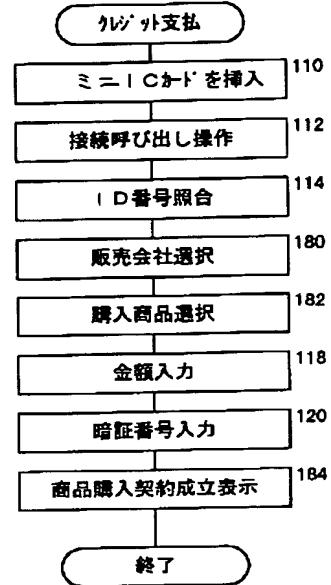 クレジット支払
ミニICカードを挿入
110
接続呼び出し操作
112
ID番号照合
114
販売会社選択
180
購入商品選択
182
金額入力
118
暗証番号入力
120
商品購入契約成立表示
184
終了